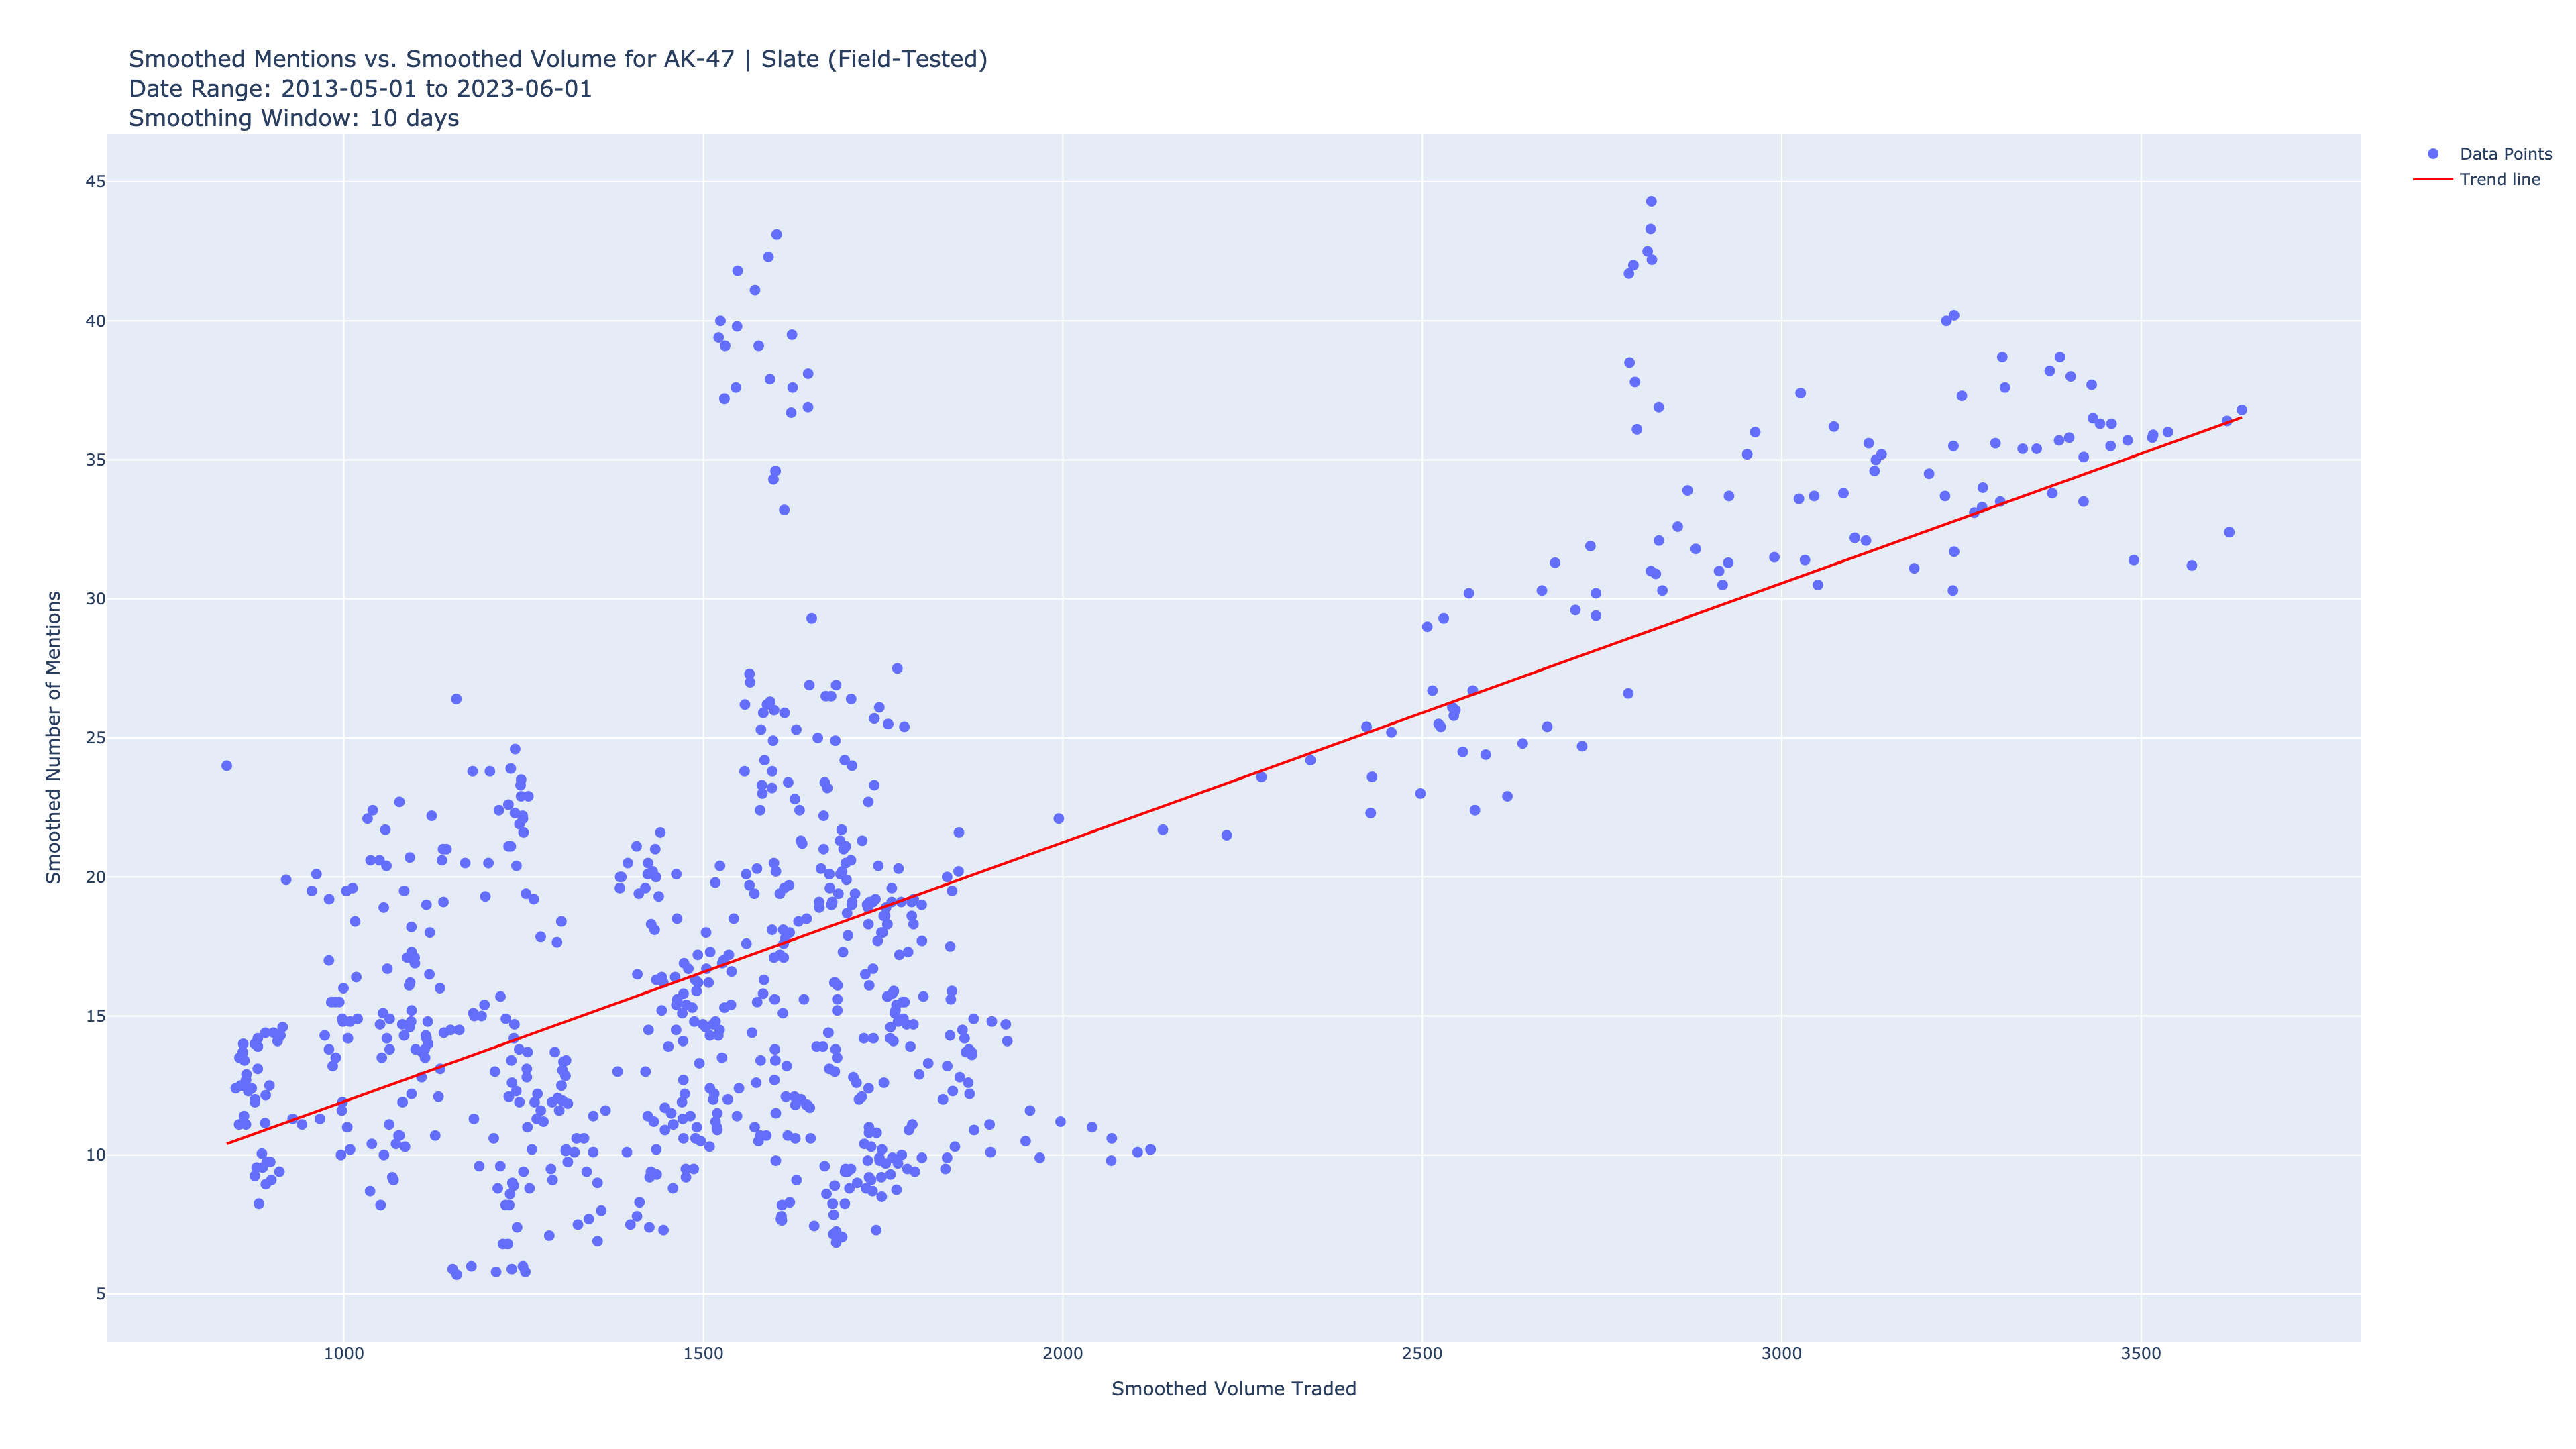 Smoothed Mentions vs. Smoothed Volume for AK-47 | Slate (Field-Tested)
Date Range: 2013-05-01 to 2023-06-01
Smoothing Window: 10 days
Data Points
Trend line
45
40
35
30
25
20
15
10
5
Smoothed Number of Mentions
1000
1500
2000
2500
3000
3500
Smoothed Volume Traded